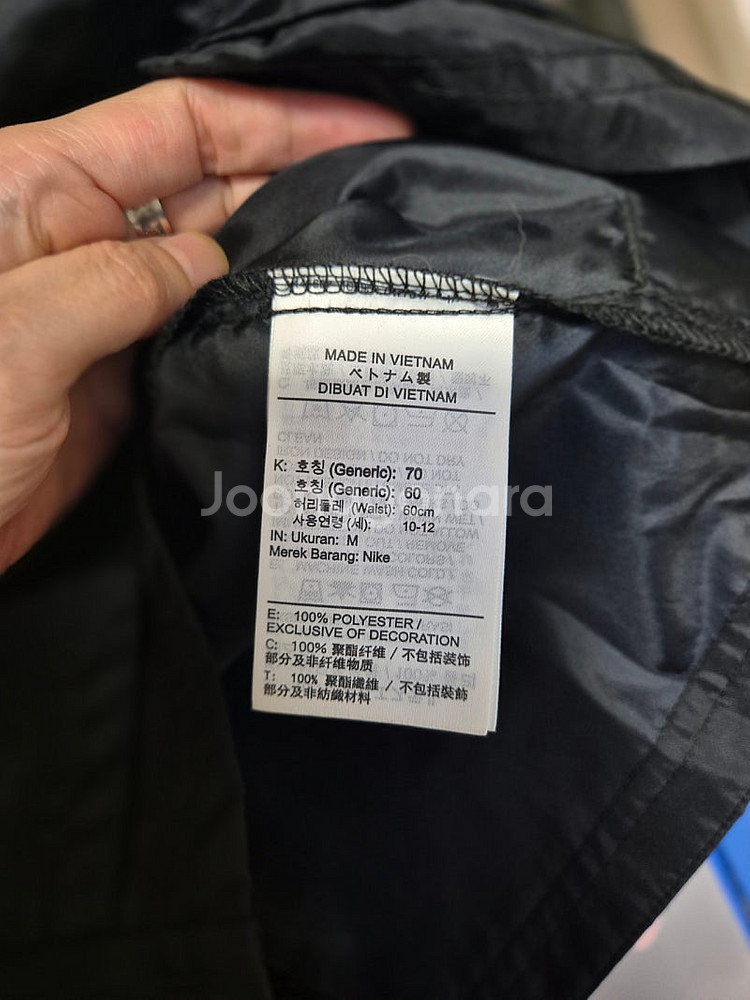 MADE IN VIETNAM
ベトナム製
DIBUAT DI VIETNAM
K: 호칭 (Generic): 70
호칭 (Generic): 60
허리둘레 (Waist): 60cm
사용연령 (세): 10-12
IN: Ukuran: M
Merek Barang: Nike
E: 100% POLYESTER /
EXCLUSIVE OF DECORATION
C: 100% 聚酯纤维 / 不包括装饰
部分及非纤维物质
T: 100% 聚酯纖維 / 不包括裝飾
部分及非紡織材料